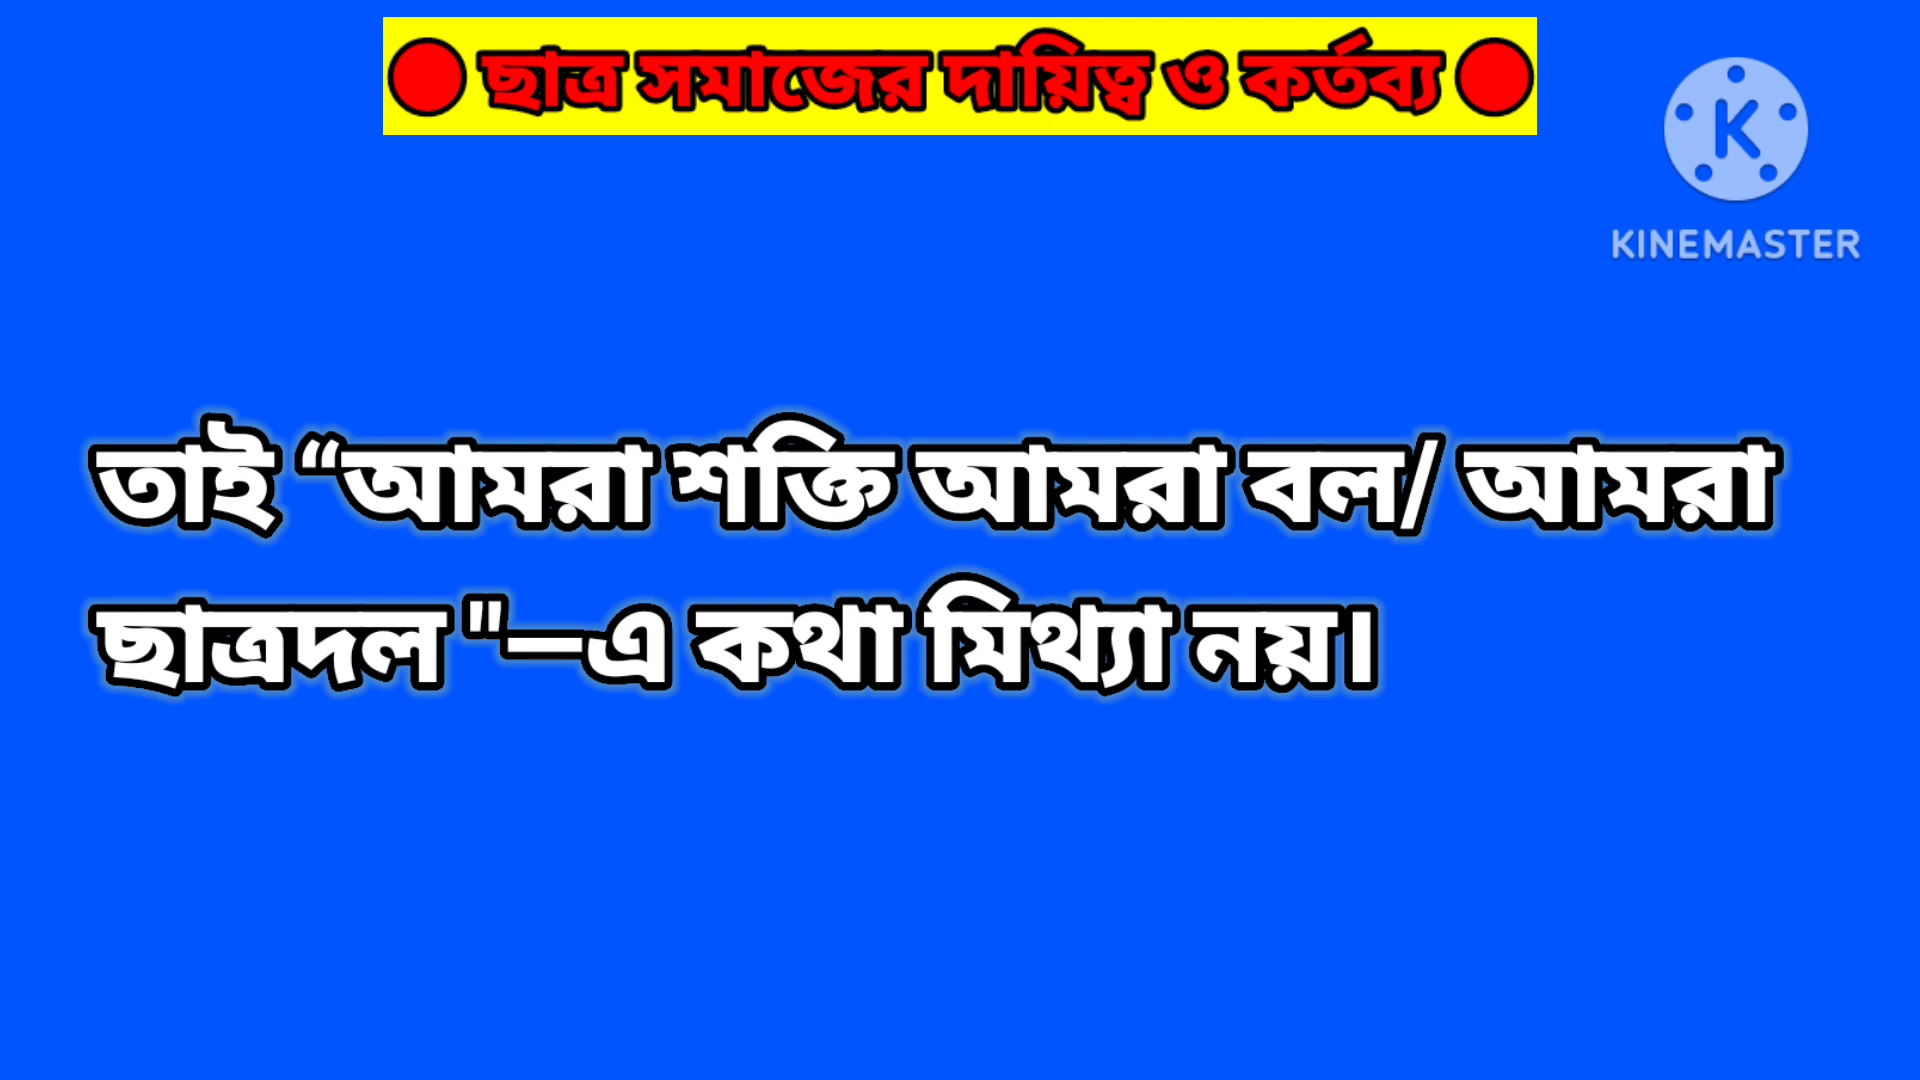 🔴 ছাত্র সমাজের দায়িত্ব ও কর্তব্য 🔴
K
KINEMASTER
তাই “আমরা শক্তি আমরা বল/ আমরা
ছাত্রদল "—এ কথা মিথ্যা নয়।